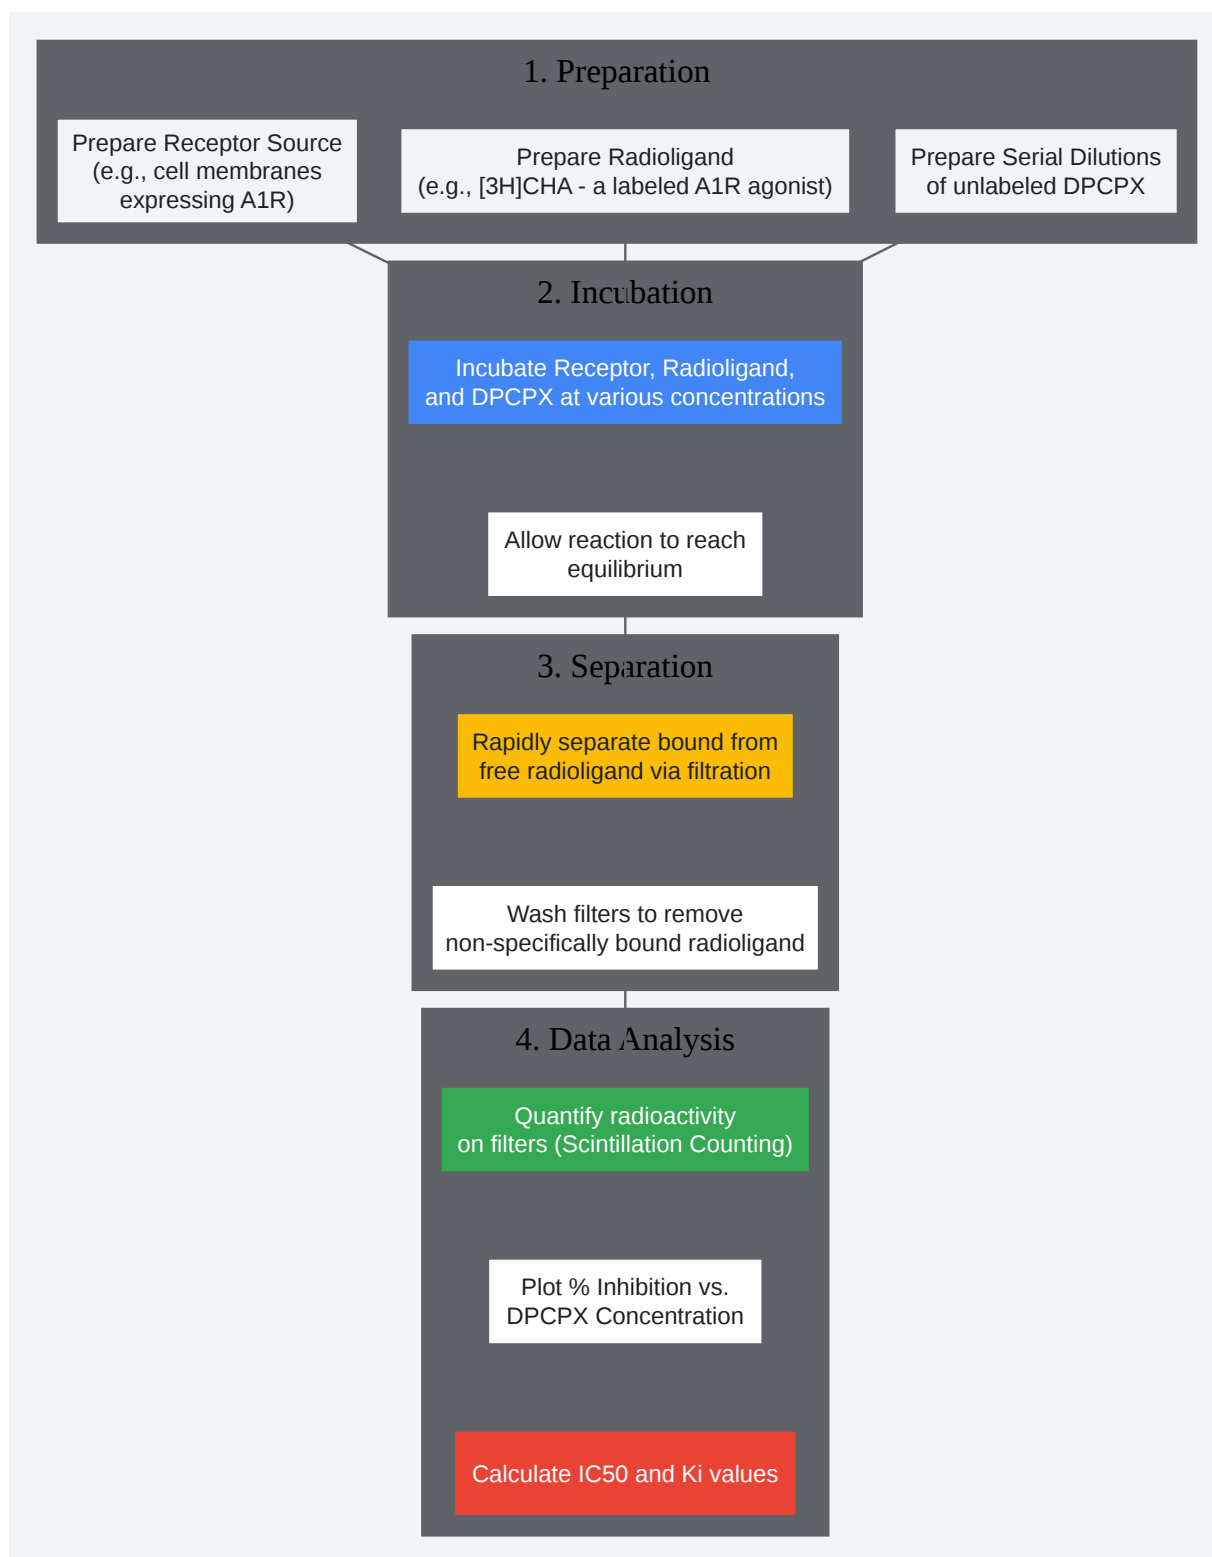 1. Preparation
Prepare Receptor Source
(e.g., cell membranes
expressing A1R)
Prepare Radioligand
(e.g., [3H]CHA - a labeled A1R agonist)
Prepare Serial Dilutions
of unlabeled DPCPX
2. Incubation
Incubate Receptor, Radioligand,
and DPCPX at various concentrations
Allow reaction to reach
equilibrium
3. Separation
Rapidly separate bound from
free radioligand via filtration
Wash filters to remove
non-specifically bound radioligand
4. Data Analysis
Quantify radioactivity
on filters (Scintillation Counting)
Plot % Inhibition vs.
DPCPX Concentration
Calculate IC50 and Ki values